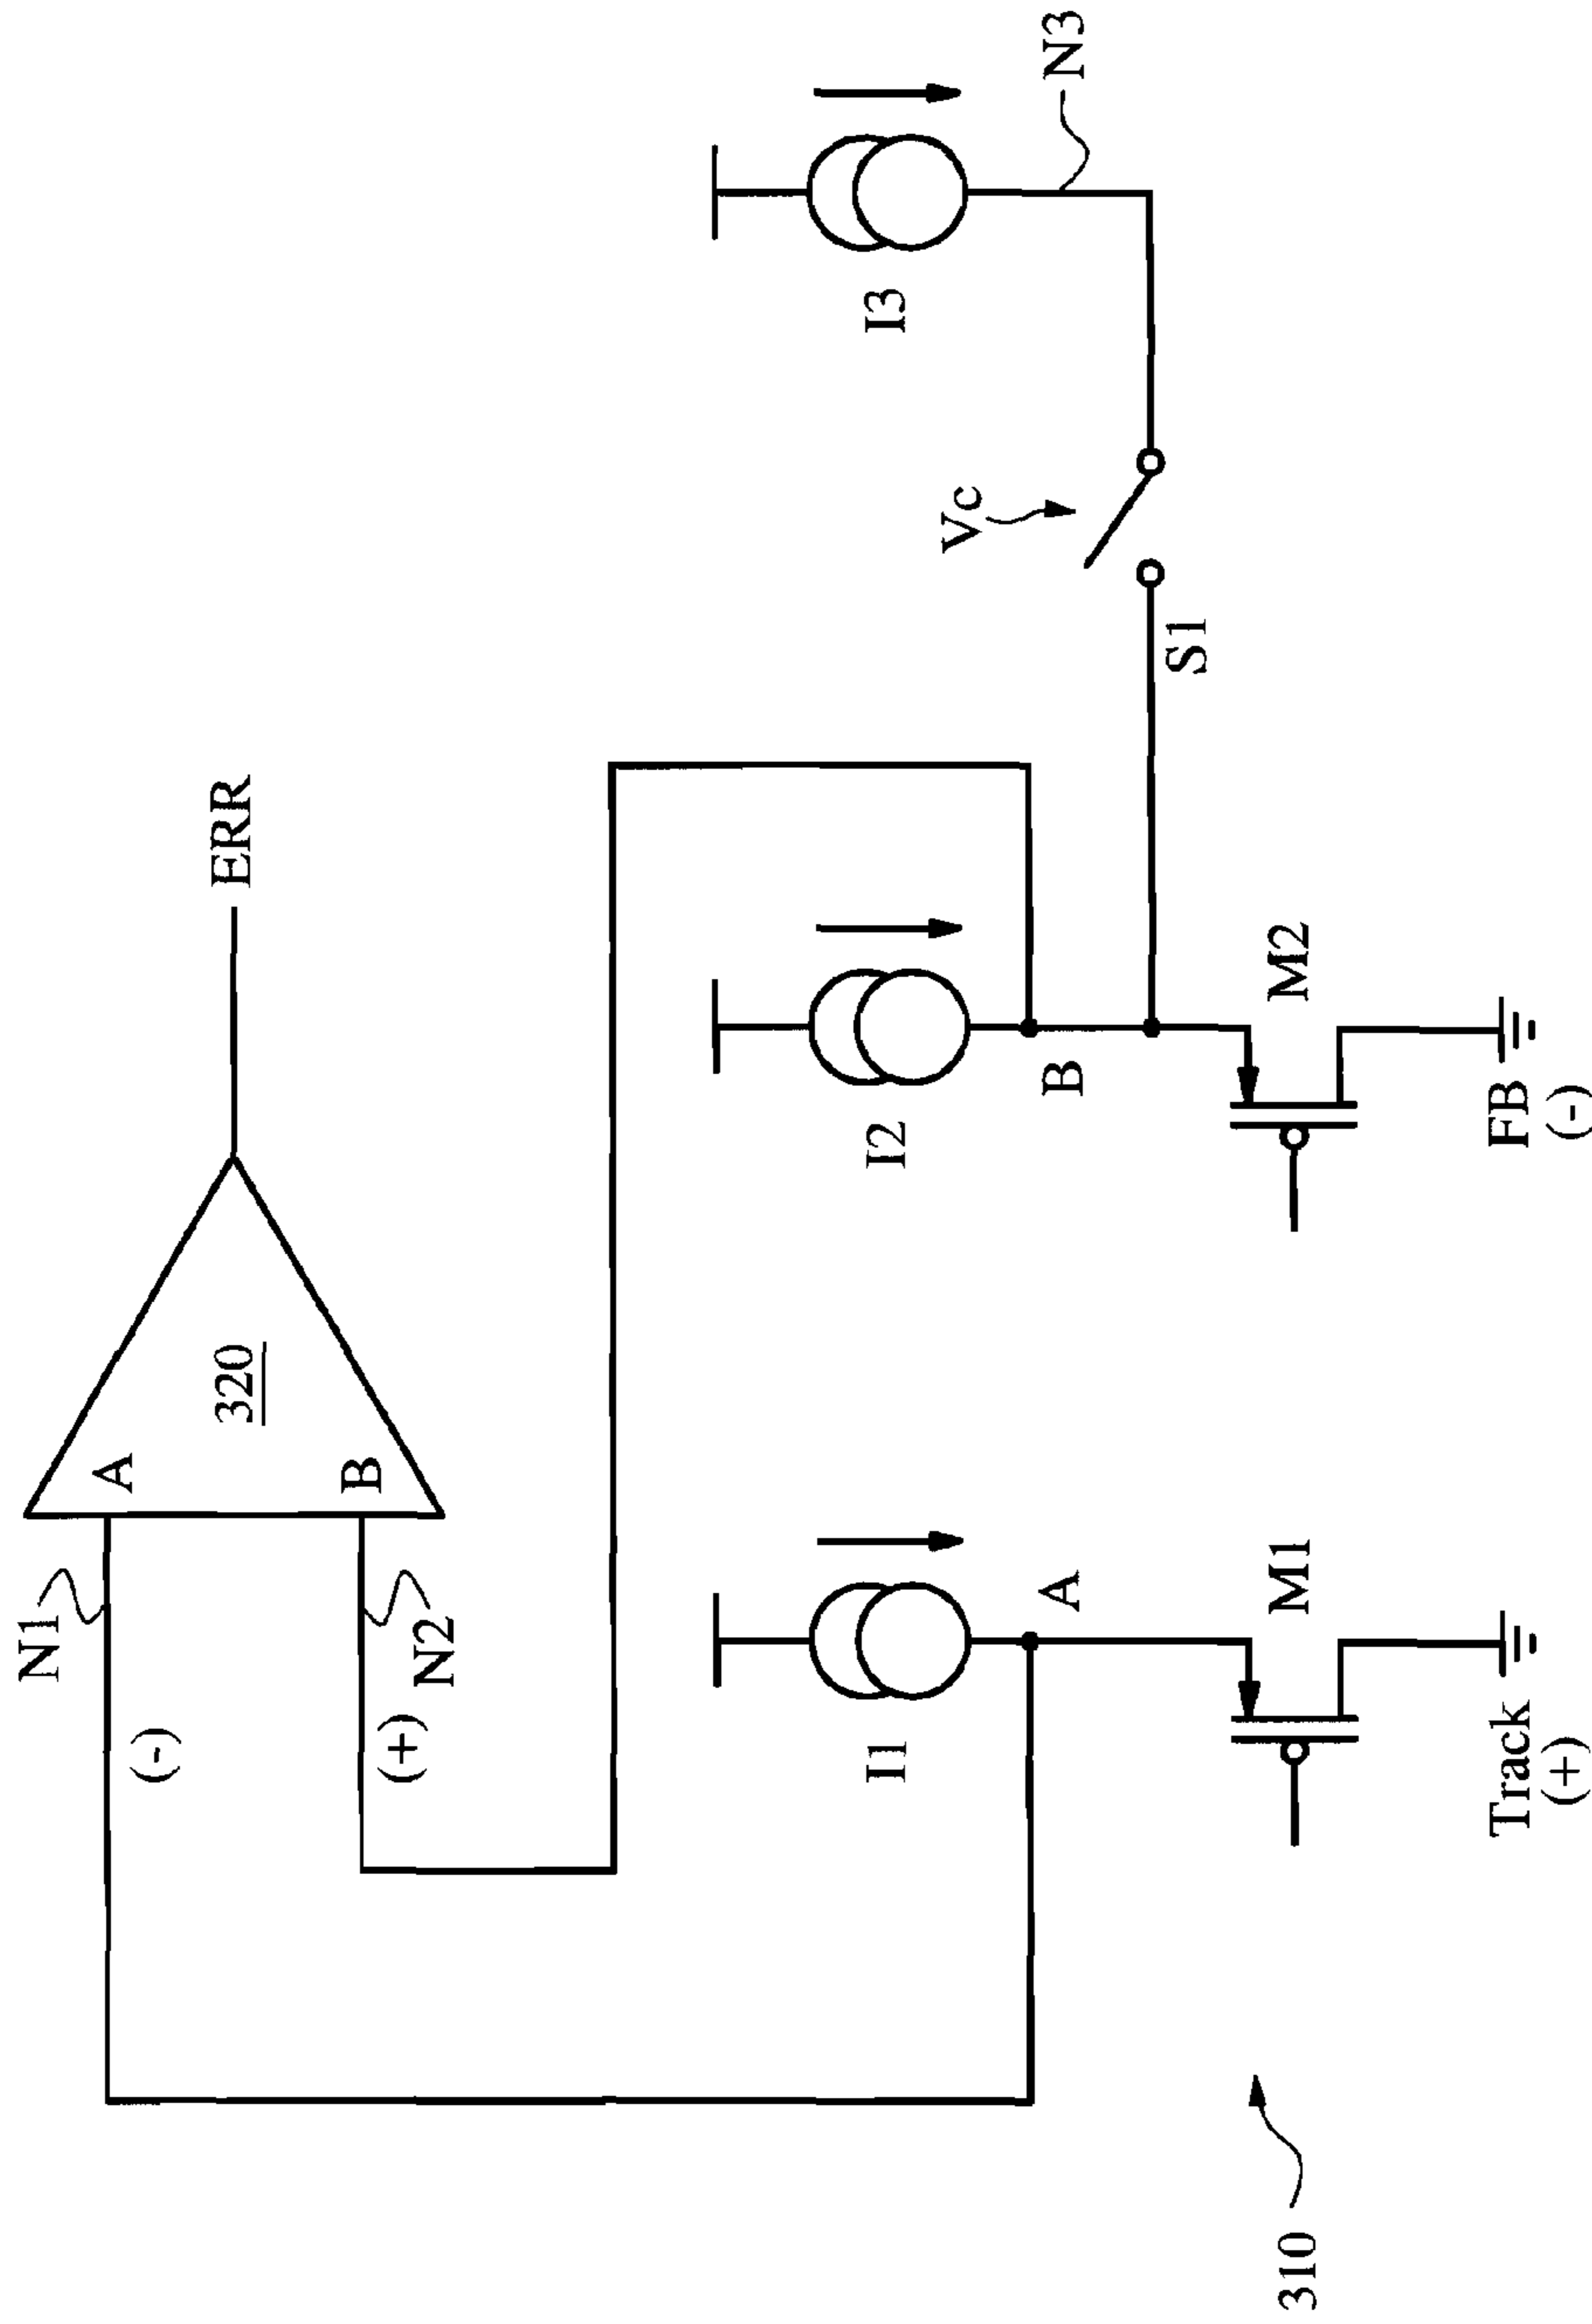 N1
(-)
A
320
ERR
B
(+)
N2
I1
A
M1
Track
(+)
I2
B
M2
FB
(-)
S1
Vc
I3
N3
310